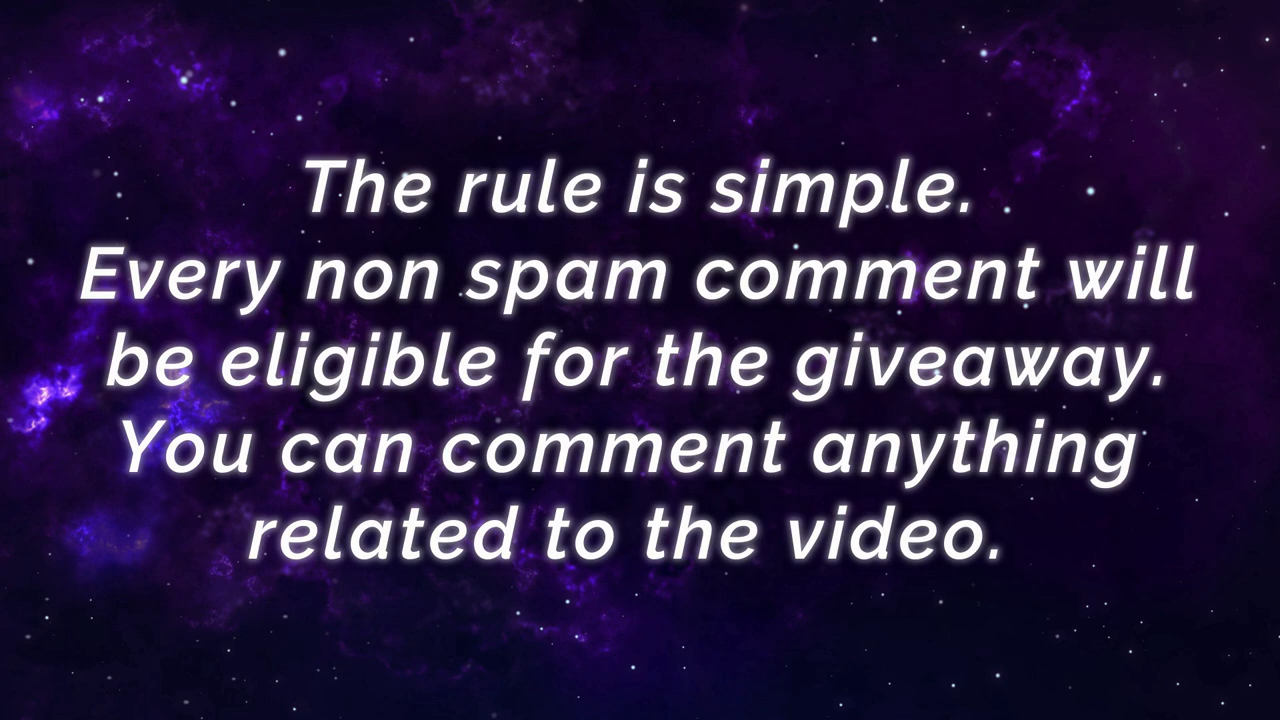 The rule is simple.
Every non spam comment will
be eligible for the giveaway.
You can comment anything
related to the video.